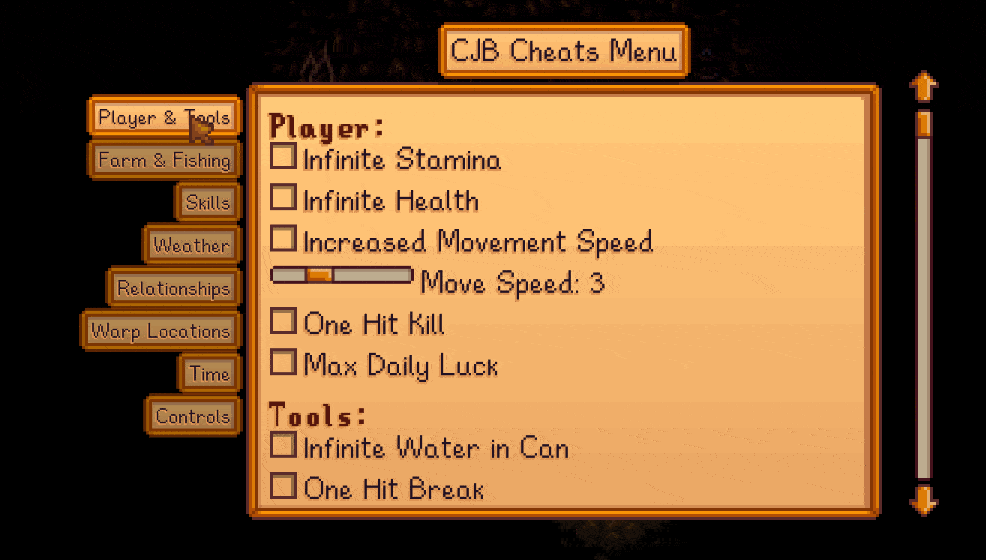 CJB Cheats Menu
Player & Tools
Farm & Fishing
Skills
Weather
Relationships
Warp Locations
Time
Controls
Player:
Infinite Stamina
Infinite Health
Increased Movement Speed
Move Speed: 3
One Hit Kill
Max Daily Luck
Tools:
Infinite Water in Can
One Hit Break